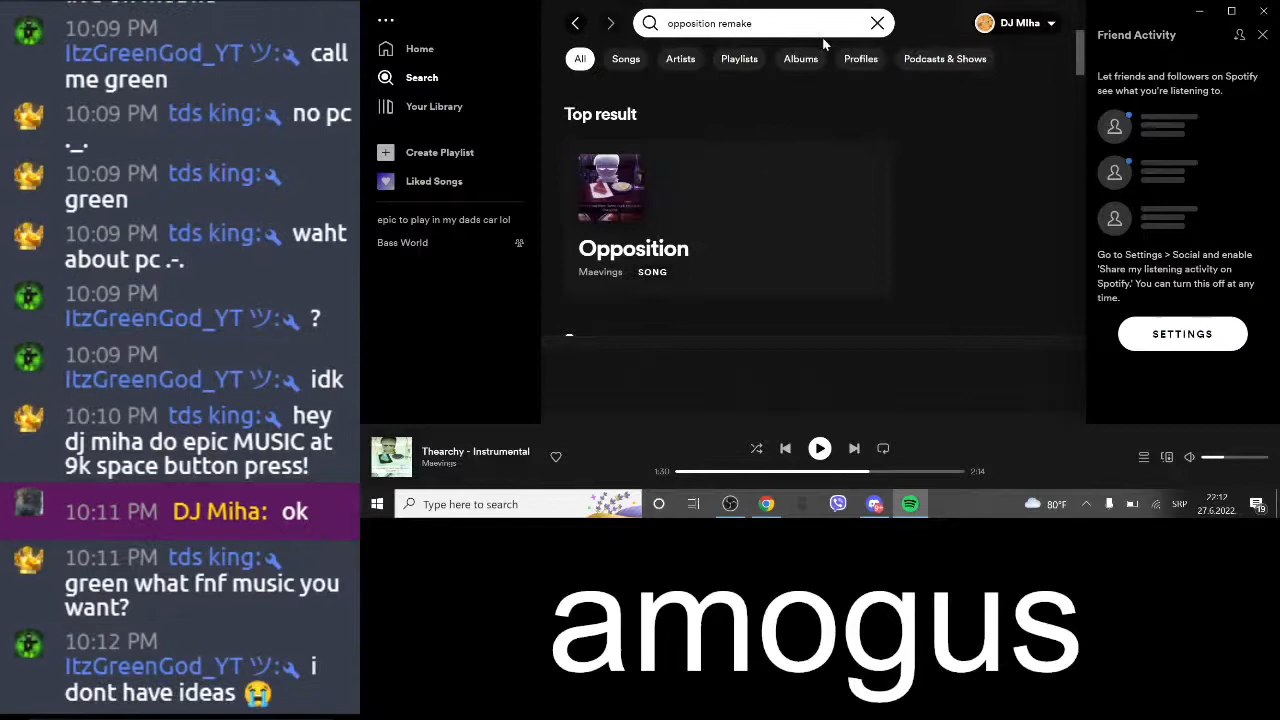 10:09 PM
ItzGreenGod_YT ツ: call
me green
10:09 PM tds king: no pc
._.
10:09 PM tds king:
green
10:09 PM tds king: waht
about pc .-.
10:09 PM
ItzGreenGod_YT ツ: ?
10:09 PM
ItzGreenGod_YT ツ: idk
10:10 PM tds king: hey
dj miha do epic MUSIC at
9k space button press!
10:11 PM DJ Miha: ok
10:11 PM tds king:
green what fnf music you
want?
10:12 PM
ItzGreenGod_YT ツ: i
dont have ideas 😭
Home
Search
Your Library
Create Playlist
Liked Songs
epic to play in my dads car lol
Bass World
opposition remake
DJ MIha
All Songs Artists Playlists Albums Profiles Podcasts & Shows
Top result
Opposition
Maevings SONG
Friend Activity
Let friends and followers on Spotify
see what you're listening to.
Go to Settings > Social and enable
'Share my listening activity on
Spotify.' You can turn this off at any
time.
SETTINGS
Thearchy - Instrumental
Maevings
1:30
2:14
Type here to search
9+
80°F
SRP
22:12
27.6.2022.
19
amogus